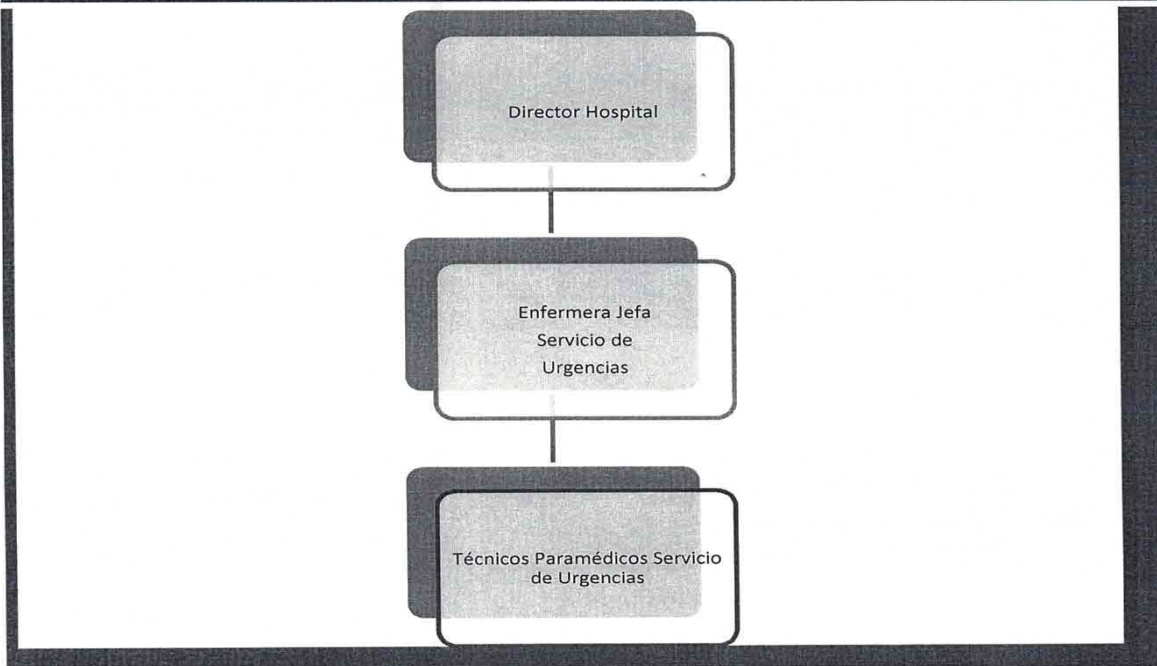 Director Hospital
Enfermera Jefa
Servicio de
Urgencias
Técnicos Paramédicos Servicio
de Urgencias